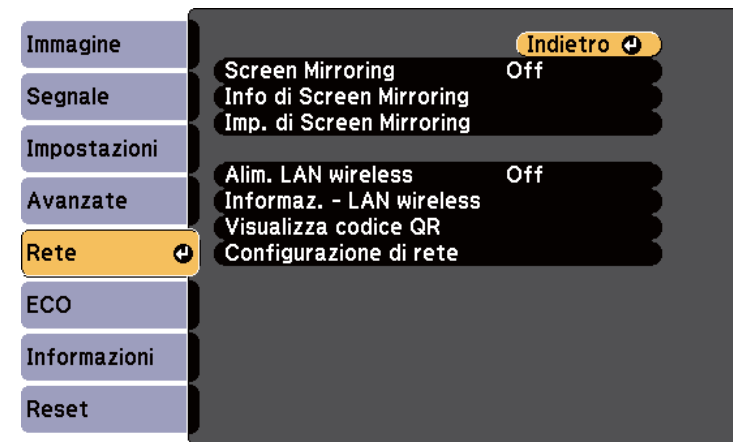 Immagine
Segnale
Impostazioni
Avanzate
Rete
ECO
Informazioni
Reset
Indietro
Screen Mirroring Off
Info di Screen Mirroring
Imp. di Screen Mirroring
Alim. LAN wireless Off
Informaz. - LAN wireless
Visualizza codice QR
Configurazione di rete